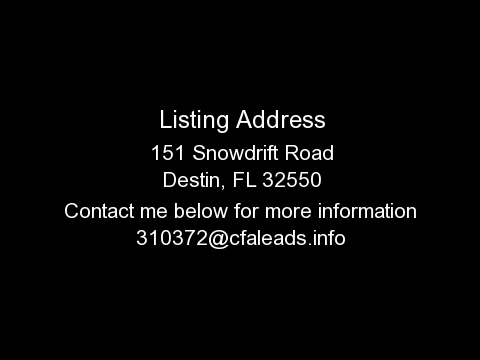 Listing Address
151 Snowdrift Road
Destin, FL 32550
Contact me below for more information
310372@cfaleads.info